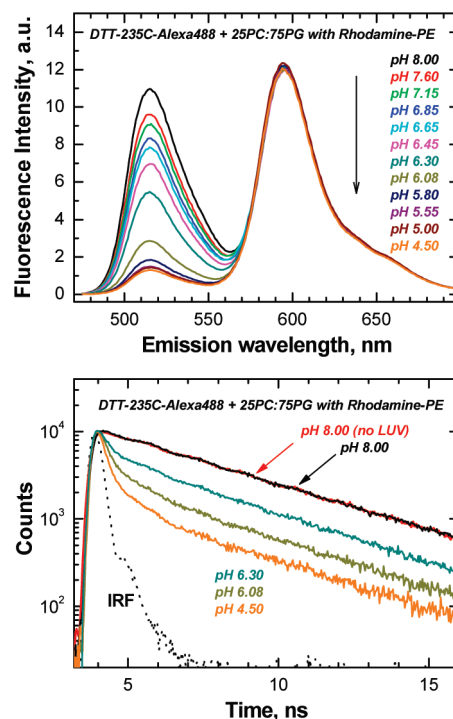 DTT-235C-Alexa488 + 25PC:75PG with Rhodamine-PE
Fluorescence Intensity, a.u.
14
12
10
8
6
4
2
0
pH 8.00
pH 7.60
pH 7.15
pH 6.85
pH 6.65
pH 6.45
pH 6.30
pH 6.08
pH 5.80
pH 5.55
pH 5.00
pH 4.50
500 550 600 650
Emission wavelength, nm
DTT-235C-Alexa488 + 25PC:75PG with Rhodamine-PE
Counts
10⁴
10³
10²
pH 8.00 (no LUV)
pH 8.00
pH 6.30
pH 6.08
pH 4.50
IRF
5 10 15
Time, ns